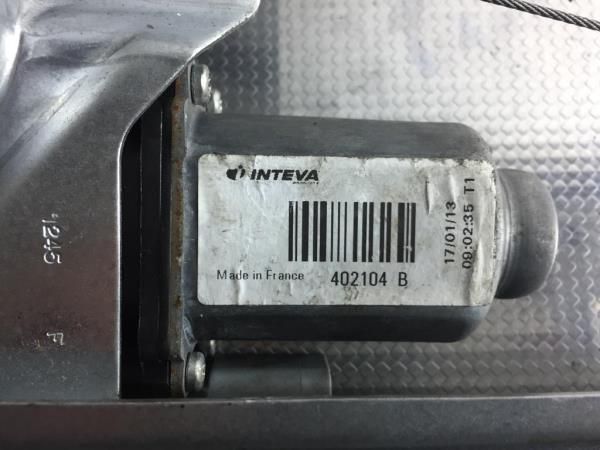 INTEVA
Made in France
402104 B
17/01/13
09:02:35 T1
1245
F